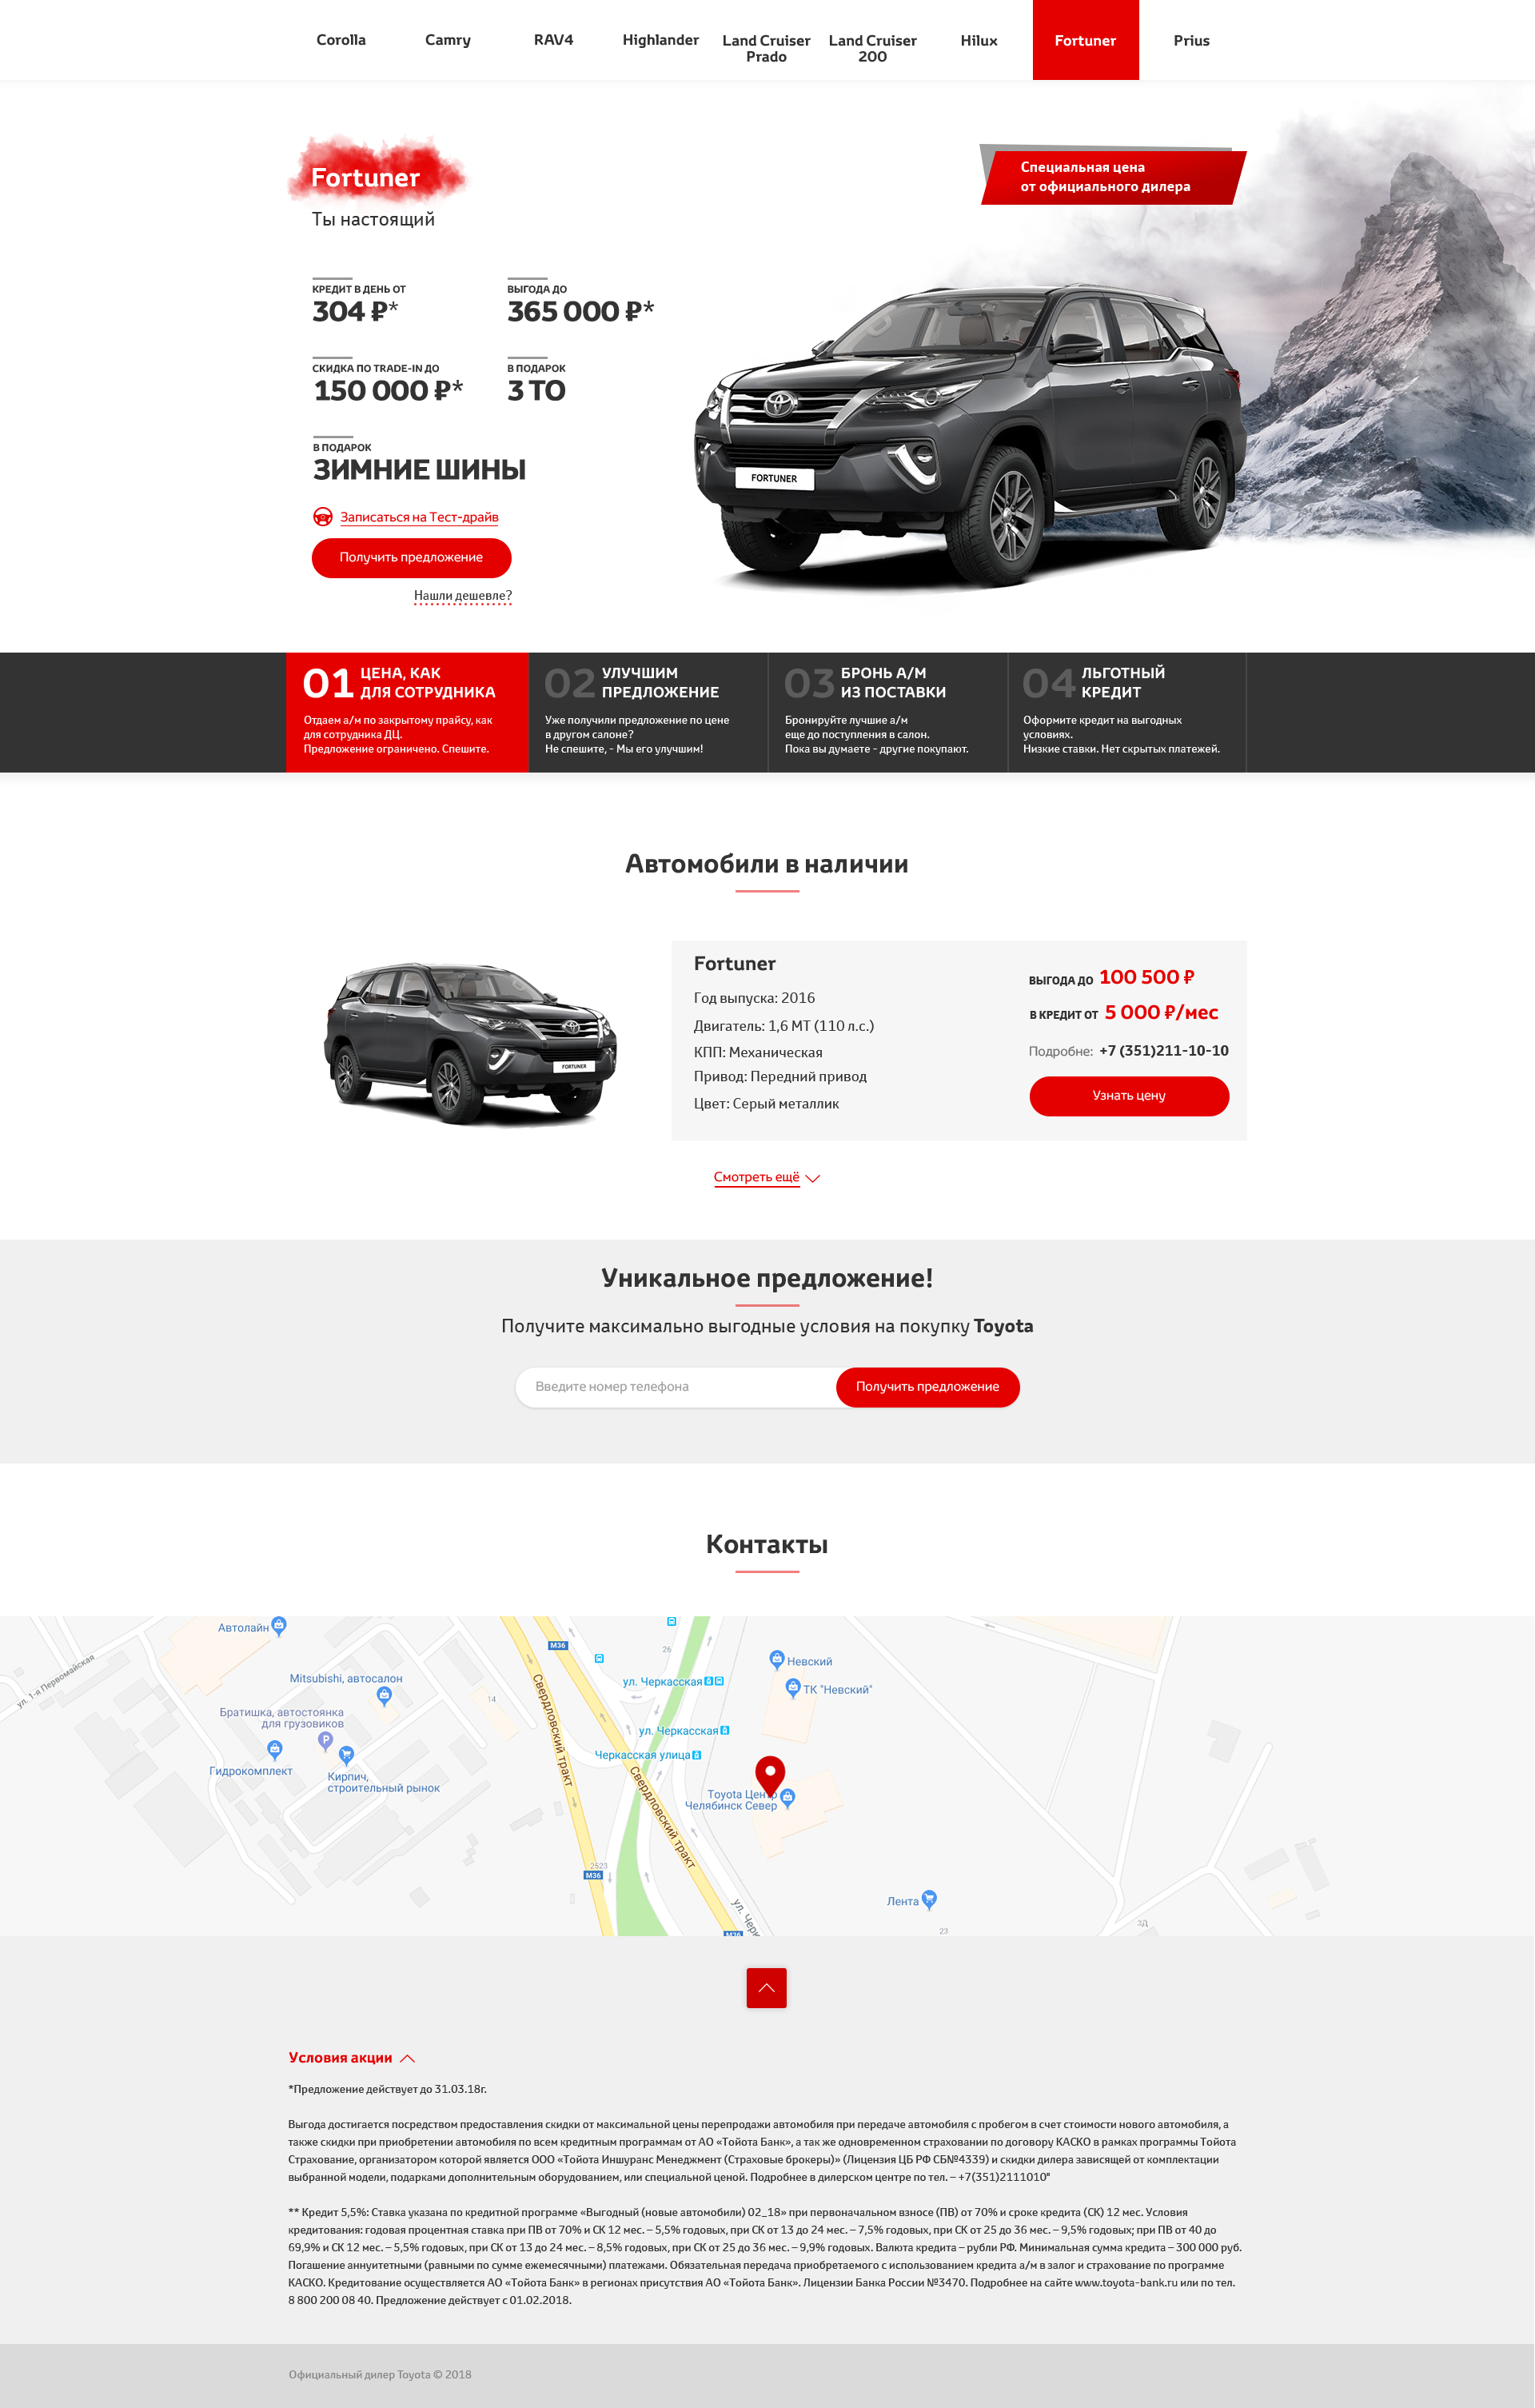 Corolla
Camry
RAV4
Highlander
Land Cruiser
Prado
Land Cruiser
200
Hilux
Fortuner
Prius
Fortuner
Ты настоящий
Специальная цена
от официального дилера
КРЕДИТ В ДЕНЬ ОТ
304 ₽*
ВЫГОДА ДО
365 000 ₽*
СКИДКА ПО TRADE-IN ДО
150 000 ₽*
В ПОДАРОК
3 ТО
В ПОДАРОК
ЗИМНИЕ ШИНЫ
FORTUNER
Записаться на Тест-драйв
Получить предложение
Нашли дешевле?
01 ЦЕНА, КАК
ДЛЯ СОТРУДНИКА
Отдаем а/м по закрытому прайсу, как
для сотрудника ДЦ.
Предложение ограничено. Спешите.
02 УЛУЧШИМ
ПРЕДЛОЖЕНИЕ
Уже получили предложение по цене
в другом салоне?
Не спешите, - Мы его улучшим!
03 БРОНЬ А/М
ИЗ ПОСТАВКИ
Бронируйте лучшие а/м
еще до поступления в салон.
Пока вы думаете - другие покупают.
04 ЛЬГОТНЫЙ
КРЕДИТ
Оформите кредит на выгодных
условиях.
Низкие ставки. Нет скрытых платежей.
Автомобили в наличии
FORTUNER
Fortuner
Год выпуска: 2016
Двигатель: 1,6 МТ (110 л.с.)
КПП: Механическая
Привод: Передний привод
Цвет: Серый металлик
ВЫГОДА ДО 100 500 ₽
В КРЕДИТ ОТ 5 000 ₽/мес
Подробне: +7 (351)211-10-10
Узнать цену
Смотреть ещё
Уникальное предложение!
Получите максимально выгодные условия на покупку Toyota
Введите номер телефона
Получить предложение
Контакты
Автолайн
ул. 1-я Первомайская
Mitsubishi, автосалон
Братишка, автостоянка
для грузовиков
P
Гидрокомплект
Кирпич,
строительный рынок
14
М36
Свердловский тракт
26
ул. Черкасская
ул. Черкасская
Черкасская улица
Свердловский тракт
Невский
ТК "Невский"
Toyota Центр
Челябинск Север
2523
М36
М36
ул. Черк
Лента
23
3Д
Условия акции
*Предложение действует до 31.03.18г.
Выгода достигается посредством предоставления скидки от максимальной цены перепродажи автомобиля при передаче автомобиля с пробегом в счет стоимости нового автомобиля, а
также скидки при приобретении автомобиля по всем кредитным программам от АО «Тойота Банк», а так же одновременном страховании по договору КАСКО в рамках программы Тойота
Страхование, организатором которой является ООО «Тойота Иншуранс Менеджмент (Страховые брокеры)» (Лицензия ЦБ РФ СБ№4339) и скидки дилера зависящей от комплектации
выбранной модели, подарками дополнительным оборудованием, или специальной ценой. Подробнее в дилерском центре по тел. – +7(351)2111010"
** Кредит 5,5%: Ставка указана по кредитной программе «Выгодный (новые автомобили) 02_18» при первоначальном взносе (ПВ) от 70% и сроке кредита (СК) 12 мес. Условия
кредитования: годовая процентная ставка при ПВ от 70% и СК 12 мес. – 5,5% годовых, при СК от 13 до 24 мес. – 7,5% годовых, при СК от 25 до 36 мес. – 9,5% годовых; при ПВ от 40 до
69,9% и СК 12 мес. – 5,5% годовых, при СК от 13 до 24 мес. – 8,5% годовых, при СК от 25 до 36 мес. – 9,9% годовых. Валюта кредита – рубли РФ. Минимальная сумма кредита – 300 000 руб.
Погашение аннуитетными (равными по сумме ежемесячными) платежами. Обязательная передача приобретаемого с использованием кредита а/м в залог и страхование по программе
КАСКО. Кредитование осуществляется АО «Тойота Банк» в регионах присутствия АО «Тойота Банк». Лицензии Банка России №3470. Подробнее на сайте www.toyota-bank.ru или по тел.
8 800 200 08 40. Предложение действует с 01.02.2018.
Официальный дилер Toyota © 2018